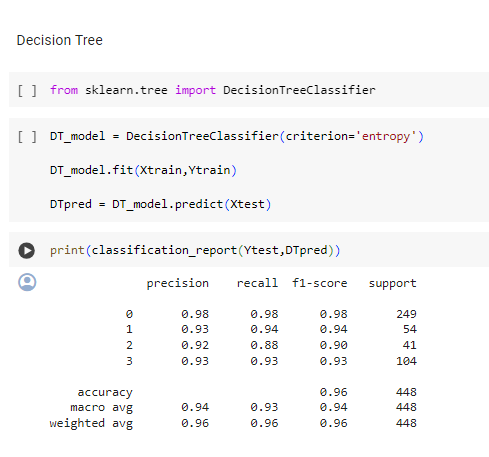 Decision Tree
[ ] from sklearn.tree import DecisionTreeClassifier
[ ] DT_model = DecisionTreeClassifier(criterion='entropy')
DT_model.fit(Xtrain,Ytrain)
DTpred = DT_model.predict(Xtest)
print(classification_report(Ytest,DTpred))
precision recall f1-score support
0 0.98 0.98 0.98 249
1 0.93 0.94 0.94 54
2 0.92 0.88 0.90 41
3 0.93 0.93 0.93 104
accuracy 0.96 448
macro avg 0.94 0.93 0.94 448
weighted avg 0.96 0.96 0.96 448